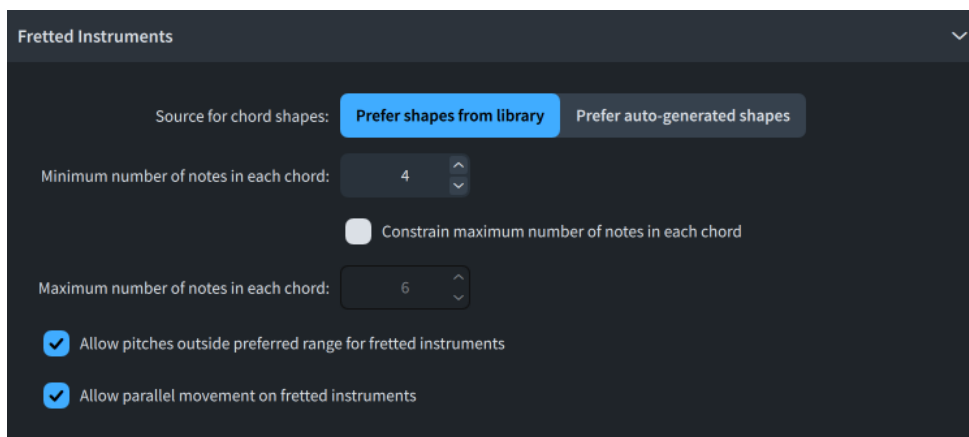 Fretted Instruments
Source for chord shapes: Prefer shapes from library Prefer auto-generated shapes
Minimum number of notes in each chord: 4
Constrain maximum number of notes in each chord
Maximum number of notes in each chord: 6
Allow pitches outside preferred range for fretted instruments
Allow parallel movement on fretted instruments